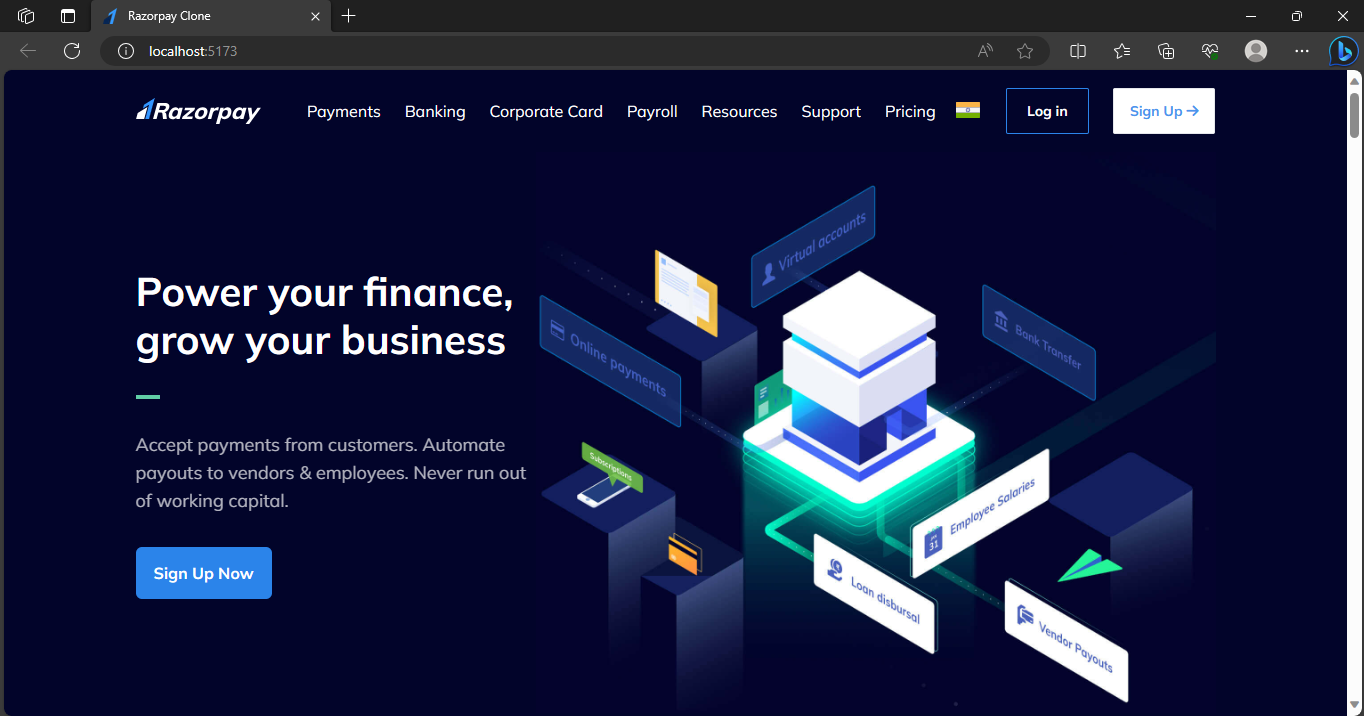 Razorpay Clone
localhost:5173
Razorpay
Payments
Banking
Corporate Card
Payroll
Resources
Support
Pricing
Log in
Sign Up →
Power your finance,
grow your business
Accept payments from customers. Automate
payouts to vendors & employees. Never run out
of working capital.
Sign Up Now
Virtual accounts
Online payments
Bank Transfer
Subscriptions
Employee Salaries
31
Loan disbursal
Vendor Payouts